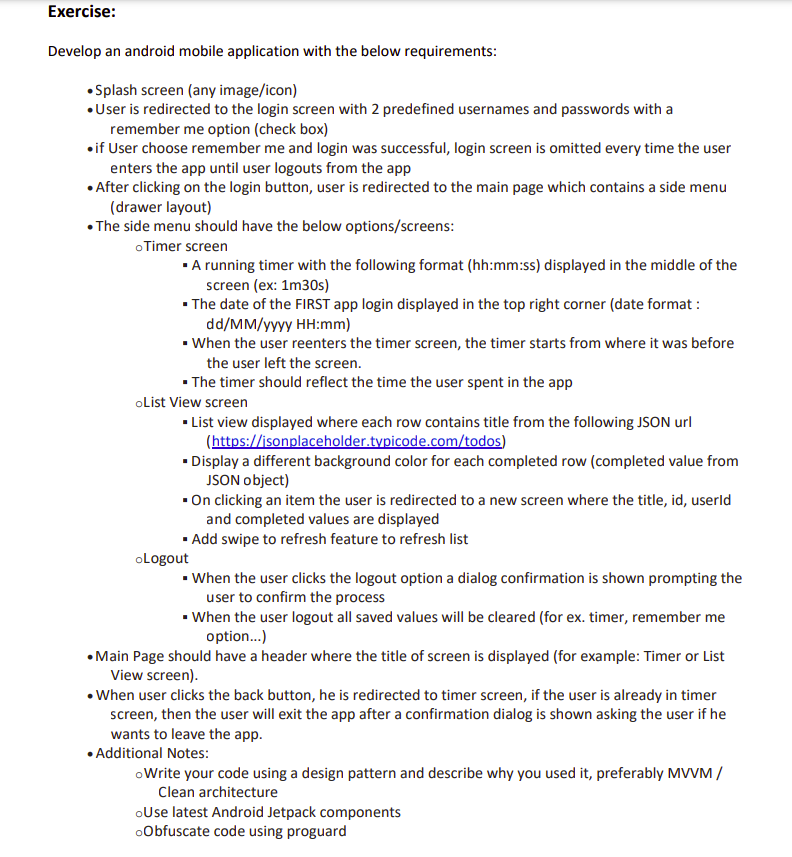 Exercise:
Develop an android mobile application with the below requirements:
•Splash screen (any image/icon)
•User is redirected to the login screen with 2 predefined usernames and passwords with a
remember me option (check box)
•if User choose remember me and login was successful, login screen is omitted every time the user
enters the app until user logouts from the app
•After clicking on the login button, user is redirected to the main page which contains a side menu
(drawer layout)
•The side menu should have the below options/screens:
oTimer screen
▪ A running timer with the following format (hh:mm:ss) displayed in the middle of the
screen (ex: 1m30s)
▪ The date of the FIRST app login displayed in the top right corner (date format :
dd/MM/yyyy HH:mm)
▪ When the user reenters the timer screen, the timer starts from where it was before
the user left the screen.
▪ The timer should reflect the time the user spent in the app
oList View screen
▪ List view displayed where each row contains title from the following JSON url
(https://jsonplaceholder.typicode.com/todos)
▪ Display a different background color for each completed row (completed value from
JSON object)
▪ On clicking an item the user is redirected to a new screen where the title, id, userId
and completed values are displayed
▪ Add swipe to refresh feature to refresh list
oLogout
▪ When the user clicks the logout option a dialog confirmation is shown prompting the
user to confirm the process
▪ When the user logout all saved values will be cleared (for ex. timer, remember me
option...)
•Main Page should have a header where the title of screen is displayed (for example: Timer or List
View screen).
•When user clicks the back button, he is redirected to timer screen, if the user is already in timer
screen, then the user will exit the app after a confirmation dialog is shown asking the user if he
wants to leave the app.
•Additional Notes:
oWrite your code using a design pattern and describe why you used it, preferably MVVM /
Clean architecture
oUse latest Android Jetpack components
oObfuscate code using proguard